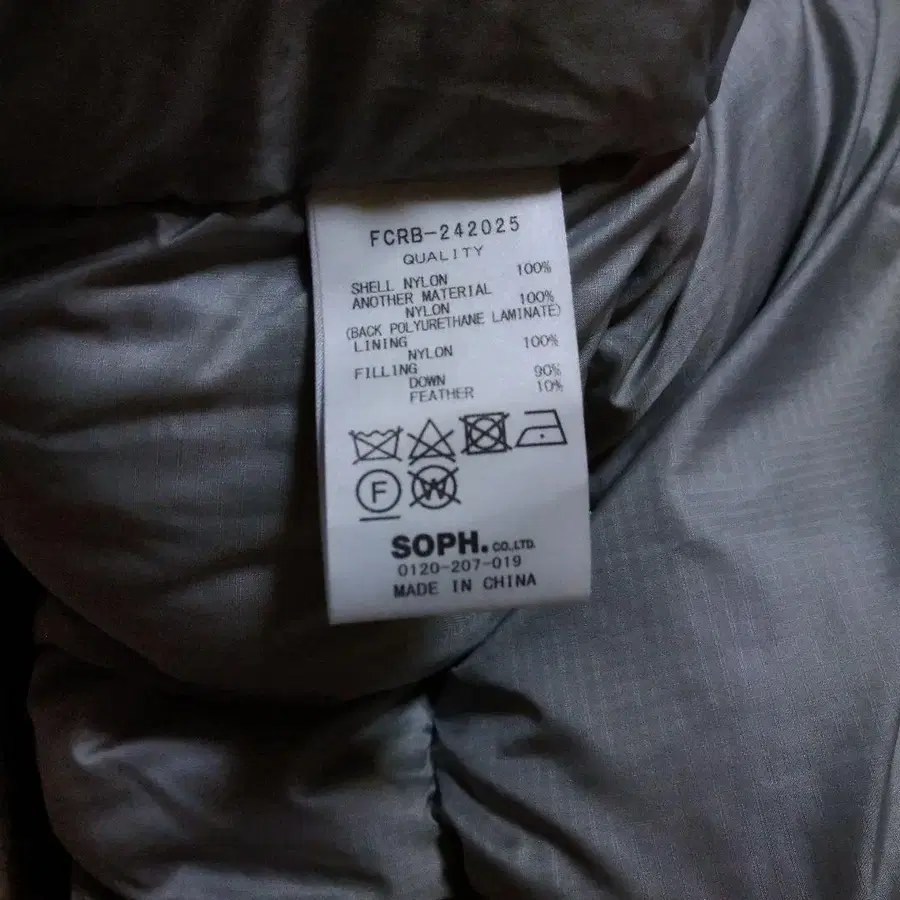 FCRB-242025
QUALITY
SHELL NYLON 100%
ANOTHER MATERIAL
NYLON 100%
(BACK POLYURETHANE LAMINATE)
LINING
NYLON 100%
FILLING
DOWN 90%
FEATHER 10%
F W
SOPH. CO.,LTD.
0120-207-019
MADE IN CHINA